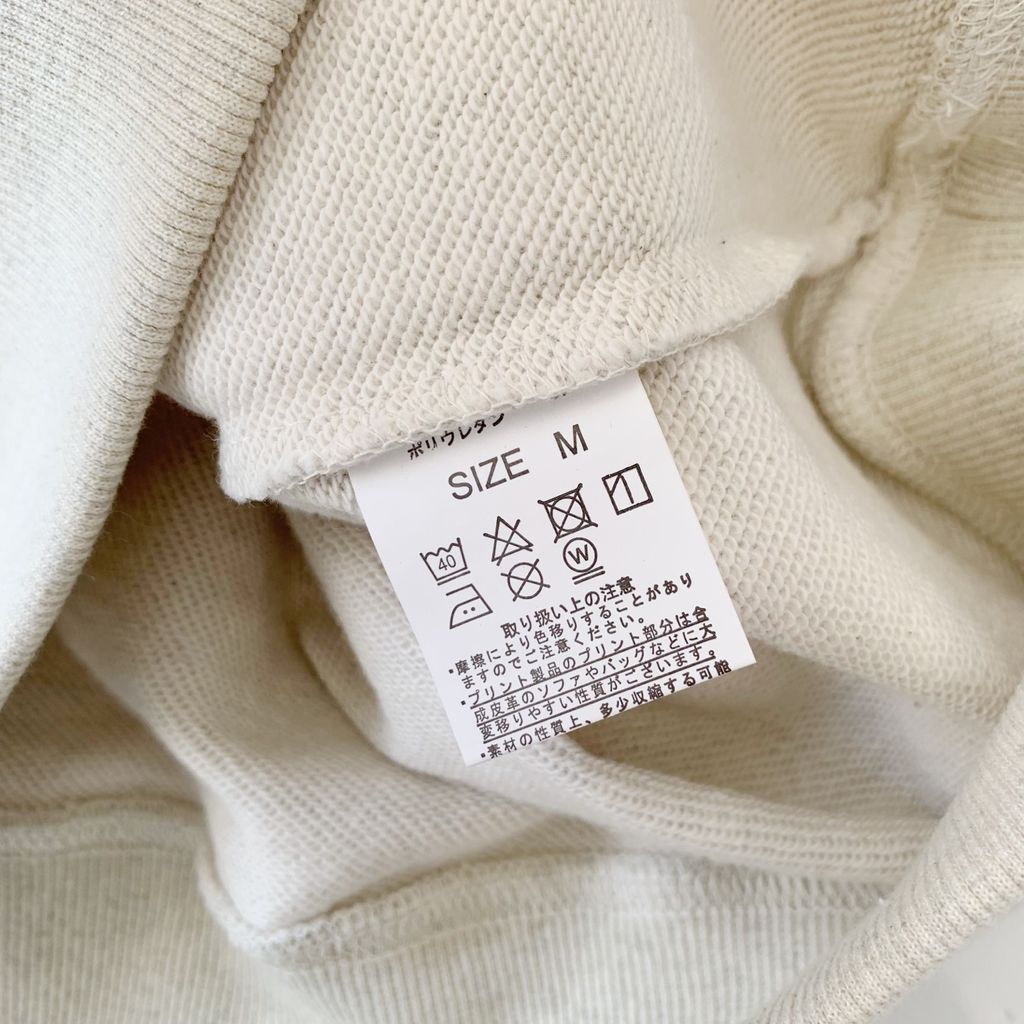 ポリウレタン
SIZE M
40
W
取り扱い上の注意
・摩擦により色移りすることがあり
ますのでご注意ください。
・プリント製品のプリント部分は含
成皮革のソファやバッグなどに大
変移りやすい性質がございます。
・素材の性質上、多少収縮する可能